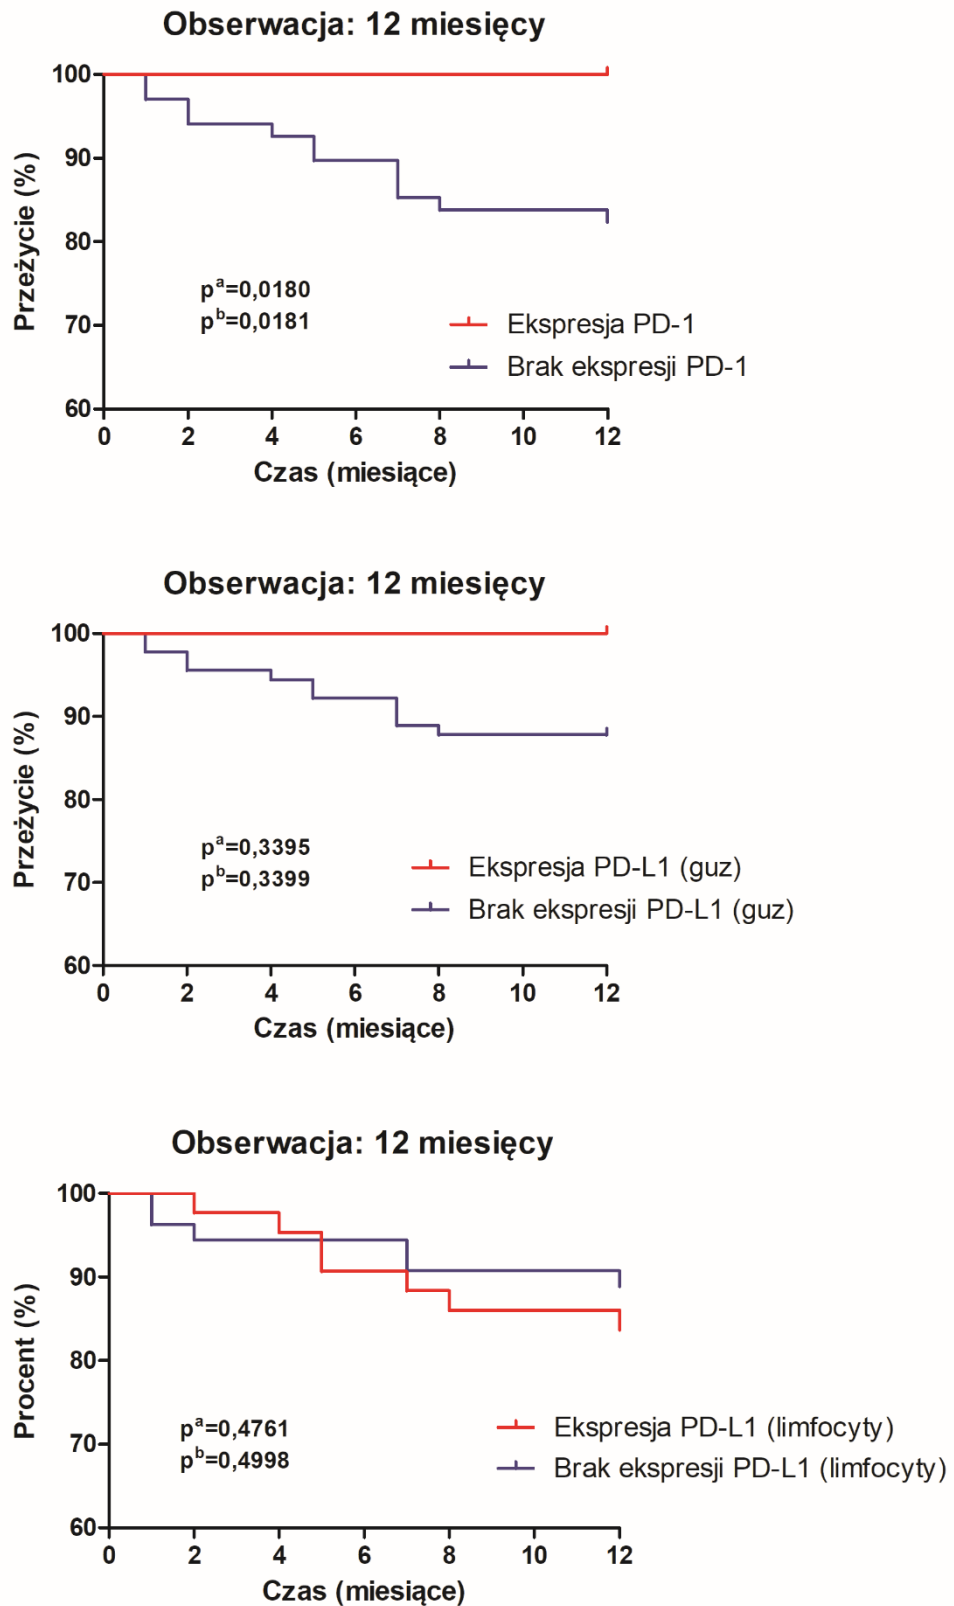 Obserwacja: 12 miesięcy
100
90
80
70
60
Przeżycie (%)
pa=0,0180
pb=0,0181
Ekspresja PD-1
Brak ekspresji PD-1
0 2 4 6 8 10 12
Czas (miesiące)
Obserwacja: 12 miesięcy
100
90
80
70
60
Przeżycie (%)
pa=0,3395
pb=0,3399
Ekspresja PD-L1 (guz)
Brak ekspresji PD-L1 (guz)
0 2 4 6 8 10 12
Czas (miesiące)
Obserwacja: 12 miesięcy
100
90
80
70
60
Procent (%)
pa=0,4761
pb=0,4998
Ekspresja PD-L1 (limfocyty)
Brak ekspresji PD-L1 (limfocyty)
0 2 4 6 8 10 12
Czas (miesiące)